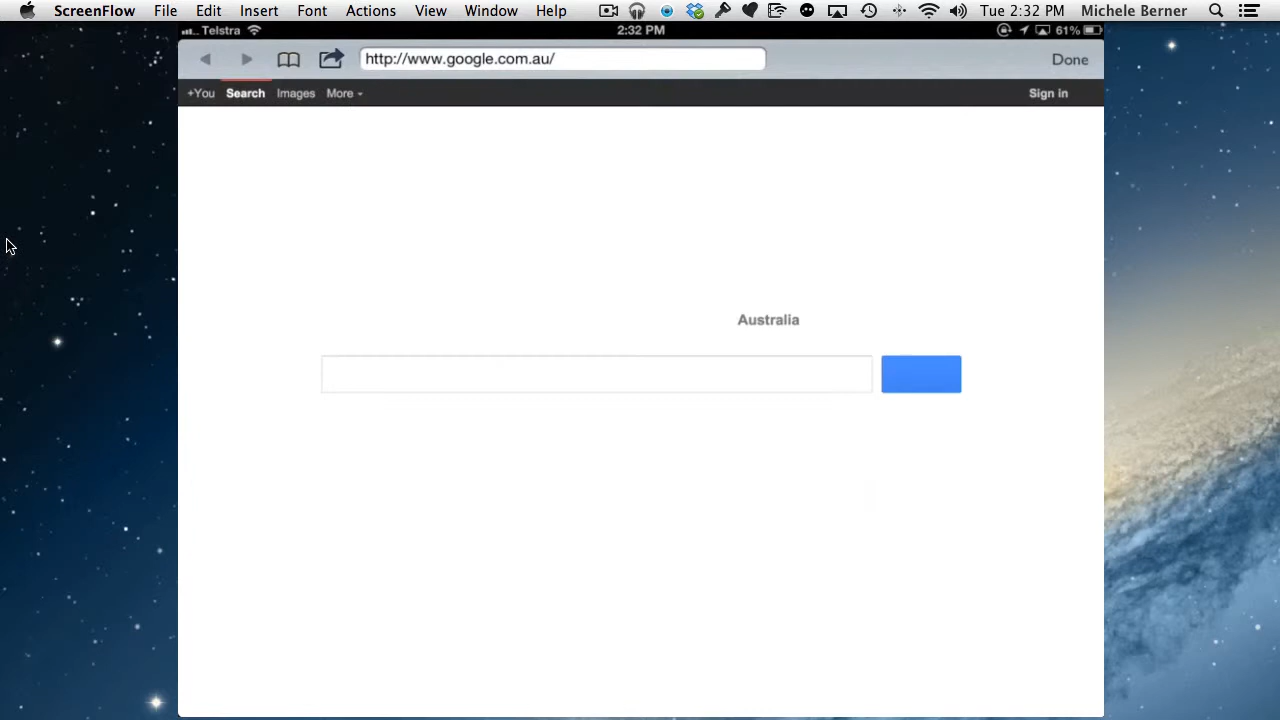 ScreenFlow File Edit Insert Font Actions View Window Help Tue 2:32 PM Michele Berner
Telstra 2:32 PM 61%
http://www.google.com.au/ Done
+You Search Images More Sign in
Australia